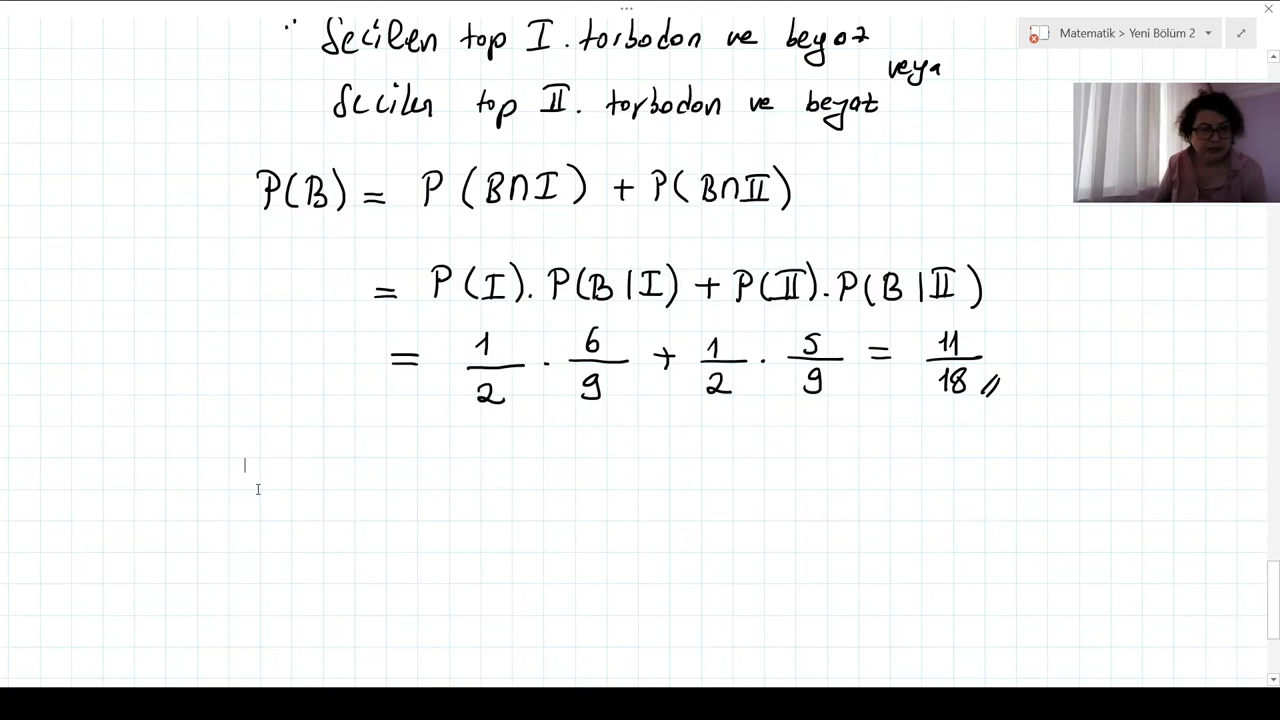 ∵ Seçilen top I. torbadan ve beyaz
veya
Seçilen top II. torbadan ve beyaz
P(B) = P(B∩I) + P(B∩II)
= P(I). P(B|I) + P(II). P(B|II)
= 1/2 · 6/9 + 1/2 · 5/9 = 11/18 //
Matematik > Yeni Bölüm 2